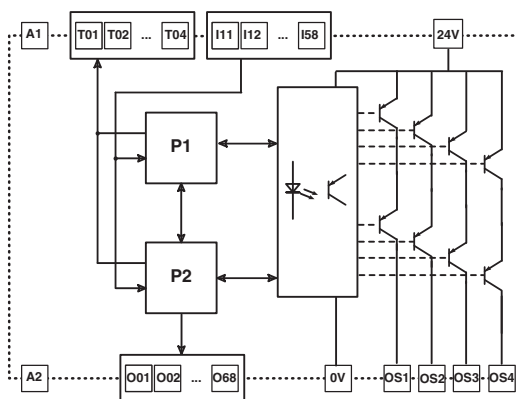 A1 T01 T02 ... T04 I11 I12 ... I58 24V
P1
P2
A2 O01 O02 ... O68 0V OS1 OS2 OS3 OS4